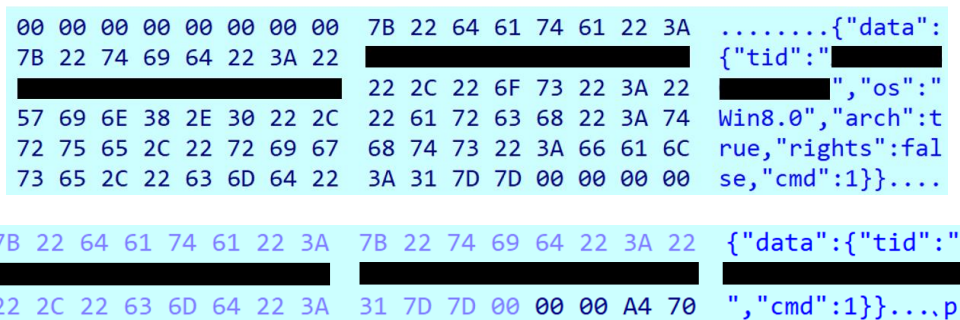 00 00 00 00 00 00 00 00 7B 22 64 61 74 61 22 3A ........{"data":
7B 22 74 69 64 22 3A 22 {"tid":"
22 2C 22 6F 73 22 3A 22 ","os":"
57 69 6E 38 2E 30 22 2C 22 61 72 63 68 22 3A 74 Win8.0","arch":t
72 75 65 2C 22 72 69 67 68 74 73 22 3A 66 61 6C rue,"rights":fal
73 65 2C 22 63 6D 64 22 3A 31 7D 7D 00 00 00 00 se,"cmd":1}}....
7B 22 64 61 74 61 22 3A 7B 22 74 69 64 22 3A 22 {"data":{"tid":"
22 2C 22 63 6D 64 22 3A 31 7D 7D 00 00 00 A4 70 ","cmd":1}}....p